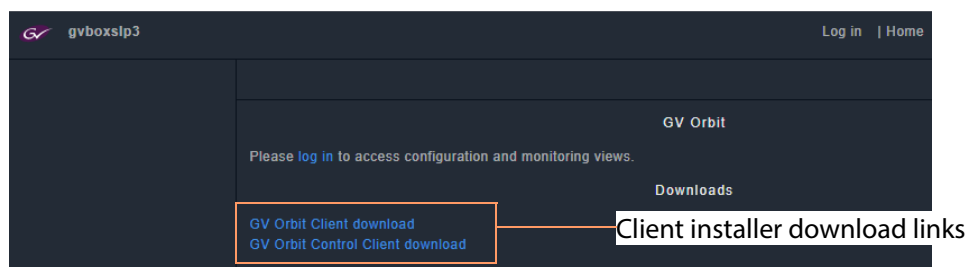 GV gvboxslp3 Log in | Home
GV Orbit
Please log in to access configuration and monitoring views.
Downloads
GV Orbit Client download
GV Orbit Control Client download
Client installer download links